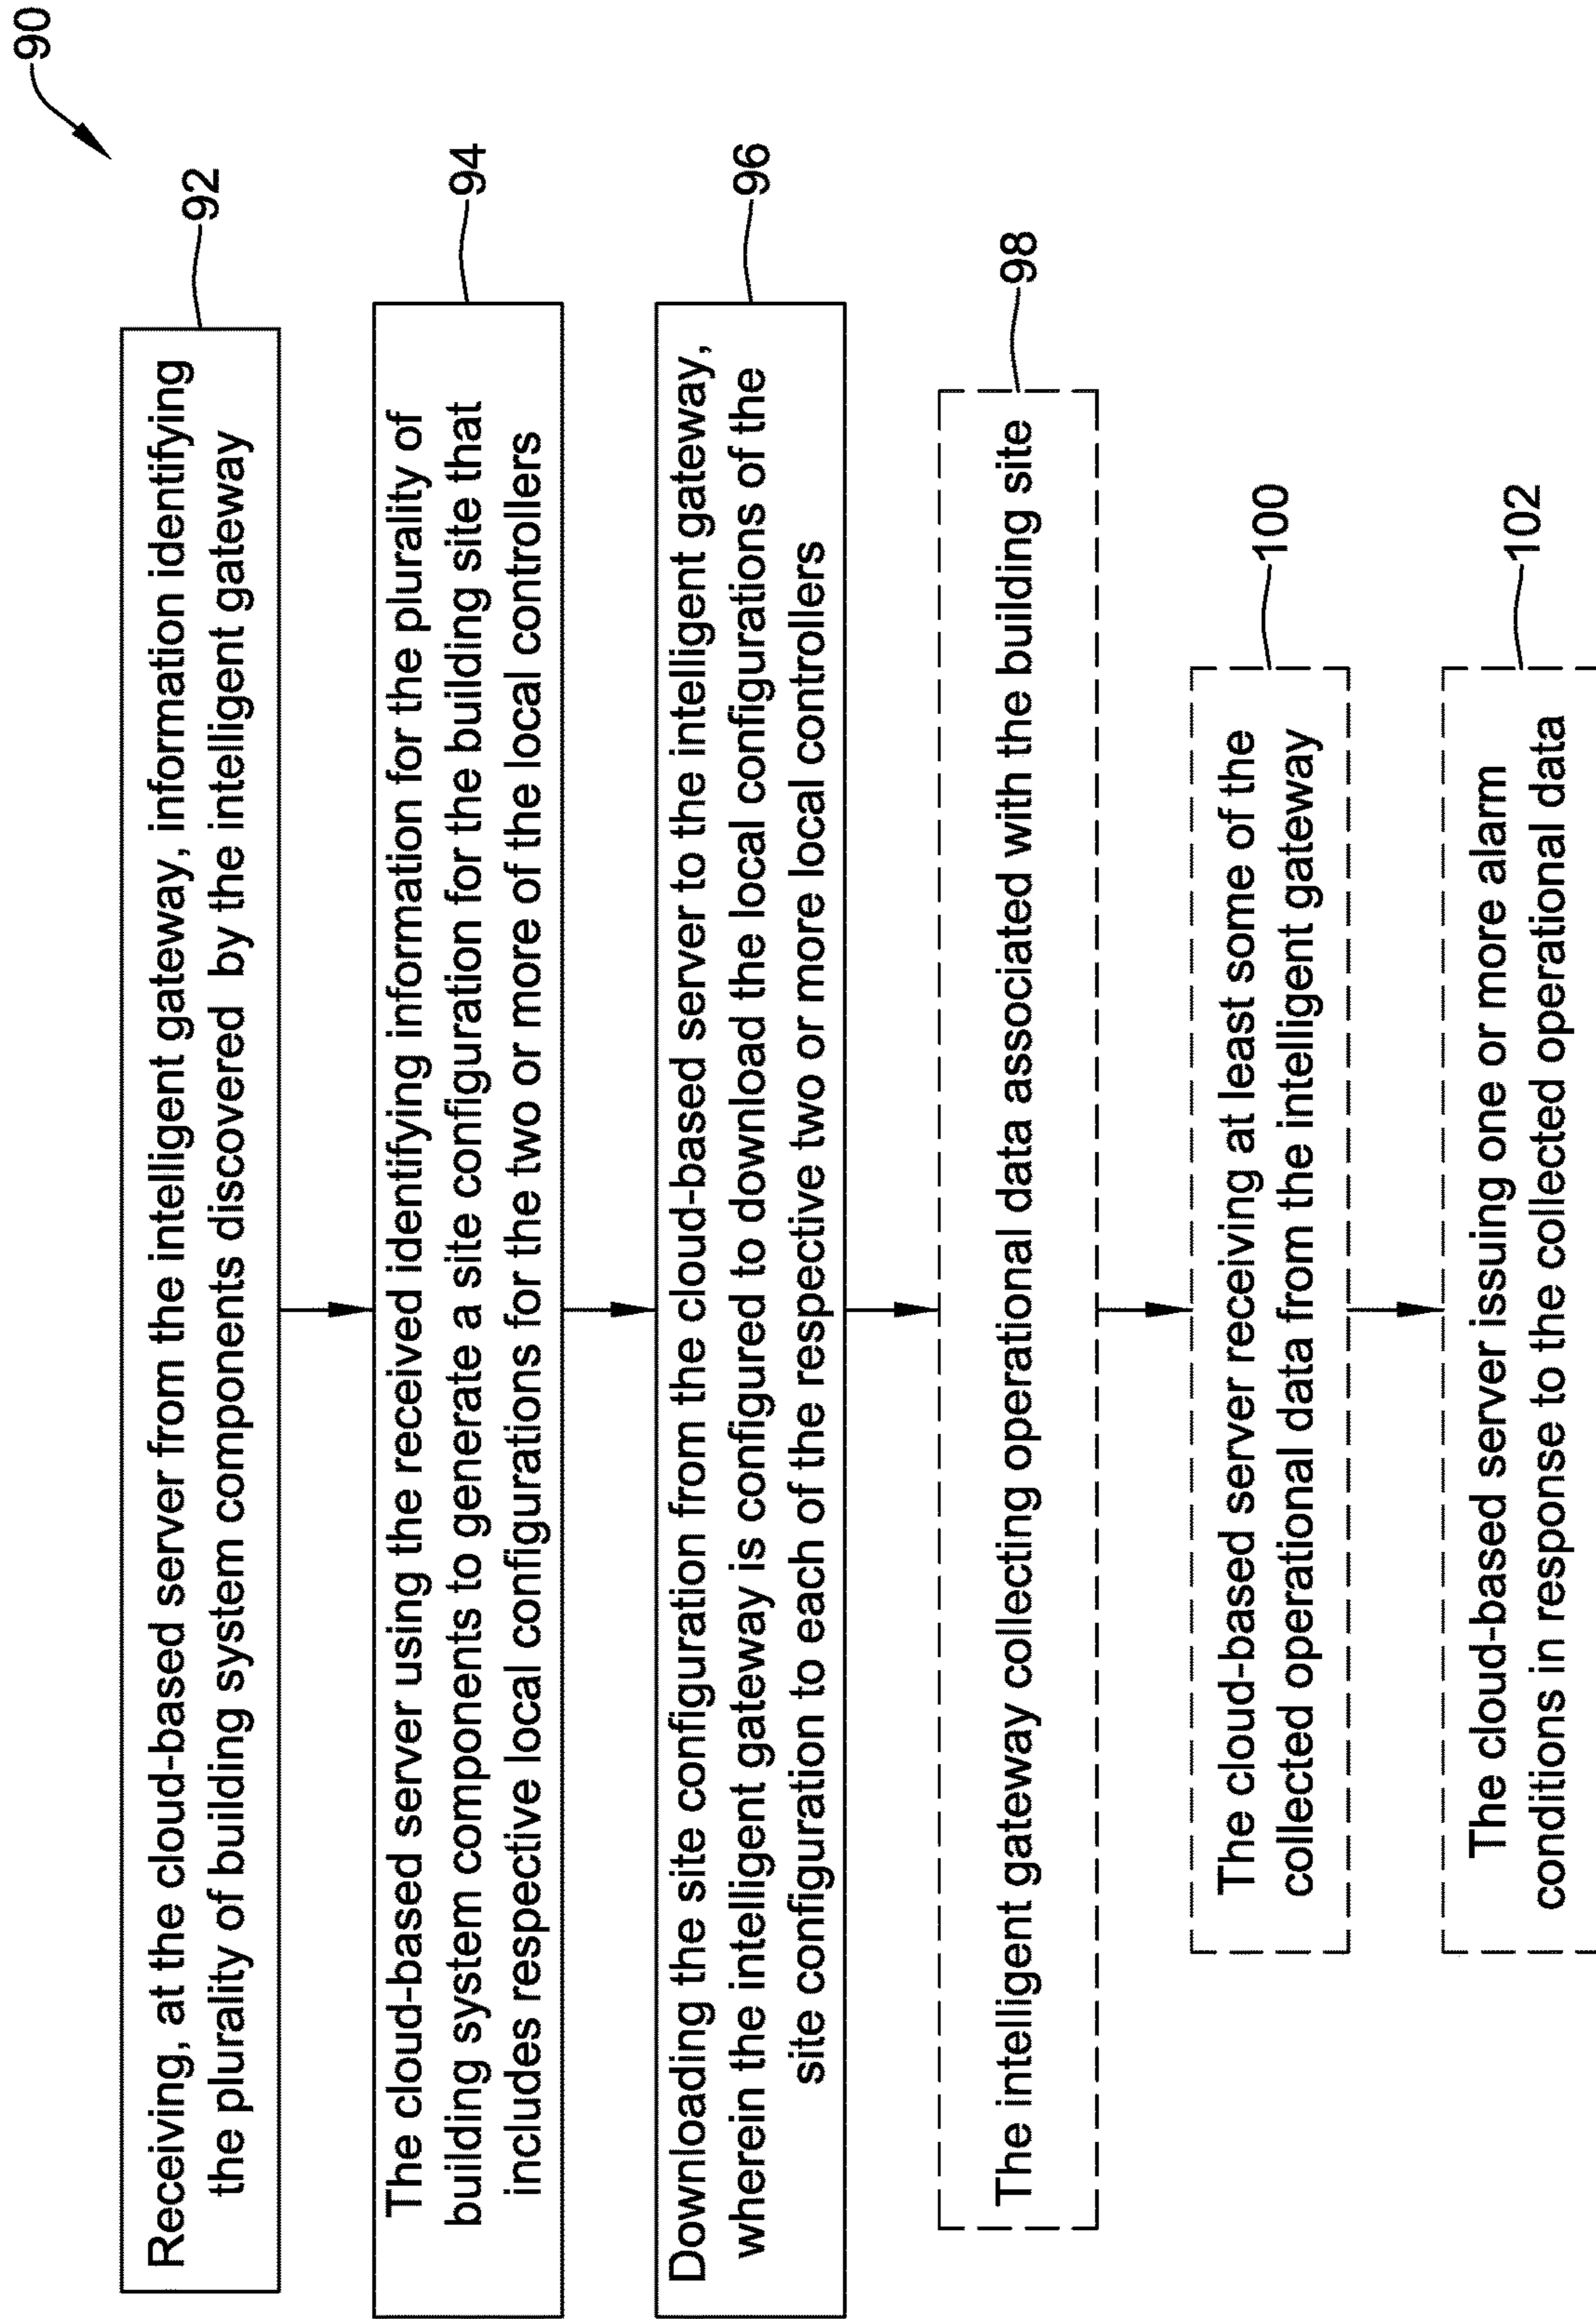 90
Receiving, at the cloud-based server from the intelligent gateway, information identifying
the plurality of building system components discovered by the intelligent gateway
92
The cloud-based server using the received identifying information for the plurality of
building system components to generate a site configuration for the building site that
includes respective local configurations for the two or more of the local controllers
94
Downloading the site configuration from the cloud-based server to the intelligent gateway,
wherein the intelligent gateway is configured to download the local configurations of the
site configuration to each of the respective two or more local controllers
96
The intelligent gateway collecting operational data associated with the building site
98
The cloud-based server receiving at least some of the
collected operational data from the intelligent gateway
100
The cloud-based server issuing one or more alarm
conditions in response to the collected operational data
102